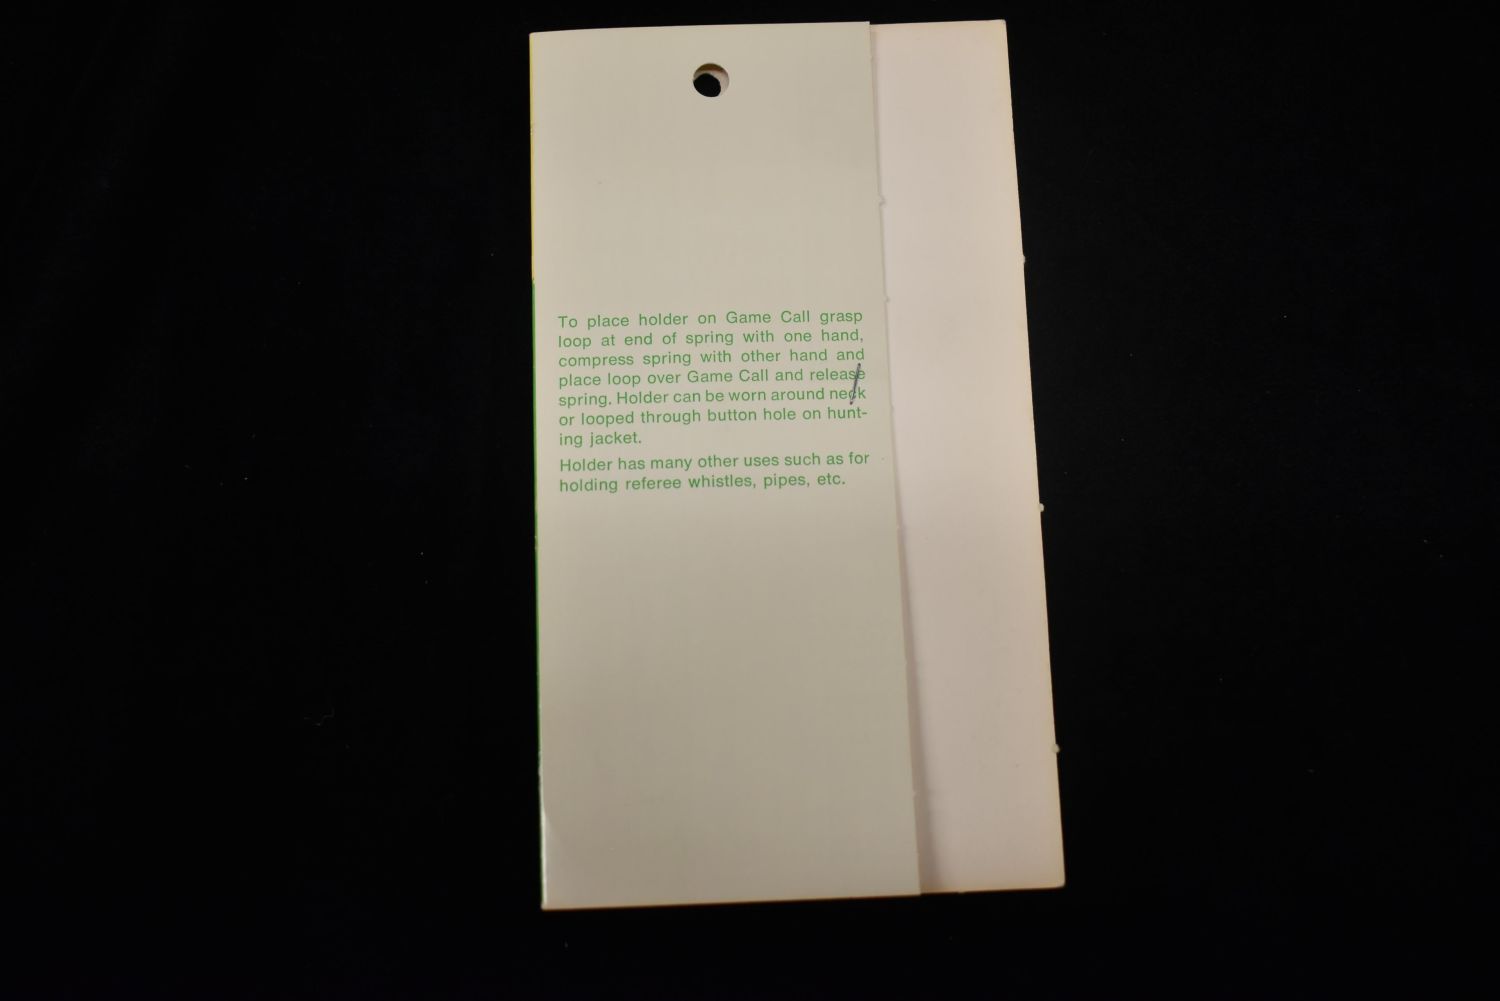 To place holder on Game Call grasp
loop at end of spring with one hand,
compress spring with other hand and
place loop over Game Call and release
spring. Holder can be worn around neck
or looped through button hole on hunt-
ing jacket.
Holder has many other uses such as for
holding referee whistles, pipes, etc.